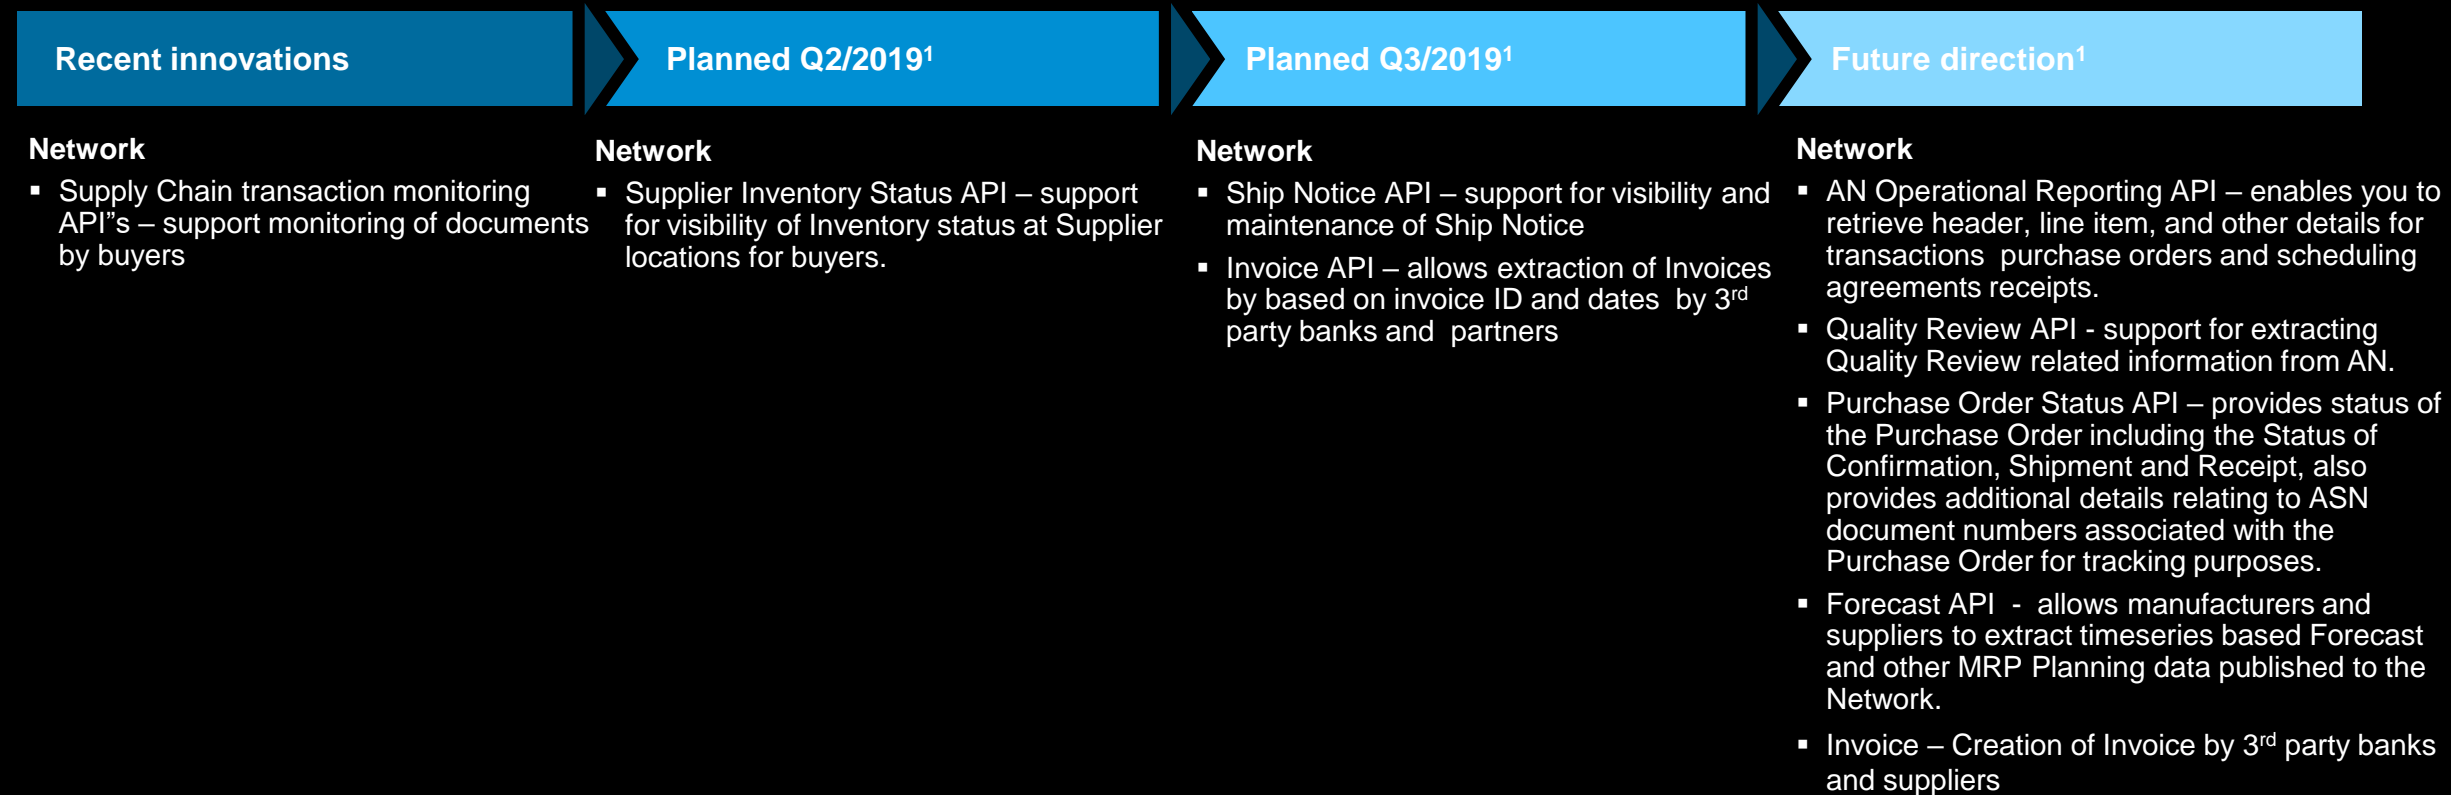 Recent innovations
Planned Q2/2019¹
Planned Q3/2019¹
Future direction¹
Network
▪ Supply Chain transaction monitoring
API"s – support monitoring of documents
by buyers
Network
▪ Supplier Inventory Status API – support
for visibility of Inventory status at Supplier
locations for buyers.
Network
▪ Ship Notice API – support for visibility and
maintenance of Ship Notice
▪ Invoice API – allows extraction of Invoices
by based on invoice ID and dates  by 3rd
party banks and  partners
Network
▪ AN Operational Reporting API – enables you to
retrieve header, line item, and other details for
transactions  purchase orders and scheduling
agreements receipts.
▪ Quality Review API - support for extracting
Quality Review related information from AN.
▪ Purchase Order Status API – provides status of
the Purchase Order including the Status of
Confirmation, Shipment and Receipt, also
provides additional details relating to ASN
document numbers associated with the
Purchase Order for tracking purposes.
▪ Forecast API  -  allows manufacturers and
suppliers to extract timeseries based Forecast
and other MRP Planning data published to the
Network.
▪ Invoice – Creation of Invoice by 3rd party banks
and suppliers